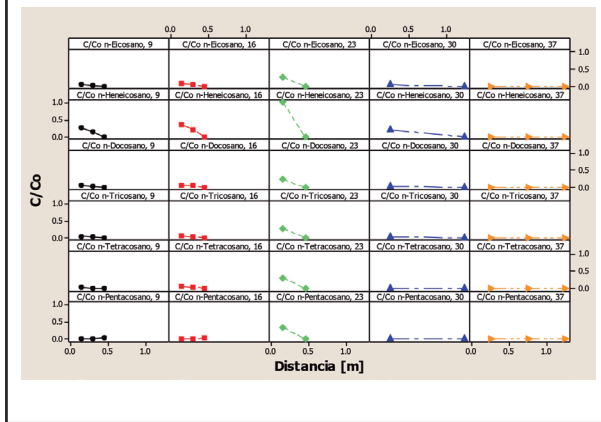 0.0 0.5 1.0 0.0 0.5 1.0
C/Co n-Eicosano, 9 C/Co n-Eicosano, 16 C/Co n-Eicosano, 23 C/Co n-Eicosano, 30 C/Co n-Eicosano, 37
1.0
0.5
0.0
C/Co n-Heneicosano, 9 C/Co n-Heneicosano, 16 C/Co n-Heneicosano, 23 C/Co n-Heneicosano, 30 C/Co n-Heneicosano, 37
1.0
0.5
0.0
C/Co n-Docosano, 9 C/Co n-Docosano, 16 C/Co n-Docosano, 23 C/Co n-Docosano, 30 C/Co n-Docosano, 37
1.0
0.5
0.0
C/Co n-Tricosano, 9 C/Co n-Tricosano, 16 C/Co n-Tricosano, 23 C/Co n-Tricosano, 30 C/Co n-Tricosano, 37
1.0
0.5
0.0
C/Co n-Tetracosano, 9 C/Co n-Tetracosano, 16 C/Co n-Tetracosano, 23 C/Co n-Tetracosano, 30 C/Co n-Tetracosano, 37
1.0
0.5
0.0
C/Co n-Pentacosano, 9 C/Co n-Pentacosano, 16 C/Co n-Pentacosano, 23 C/Co n-Pentacosano, 30 C/Co n-Pentacosano, 37
1.0
0.5
0.0
0.0 0.5 1.0 0.0 0.5 1.0 0.0 0.5 1.0
C/Co
Distancia [m]